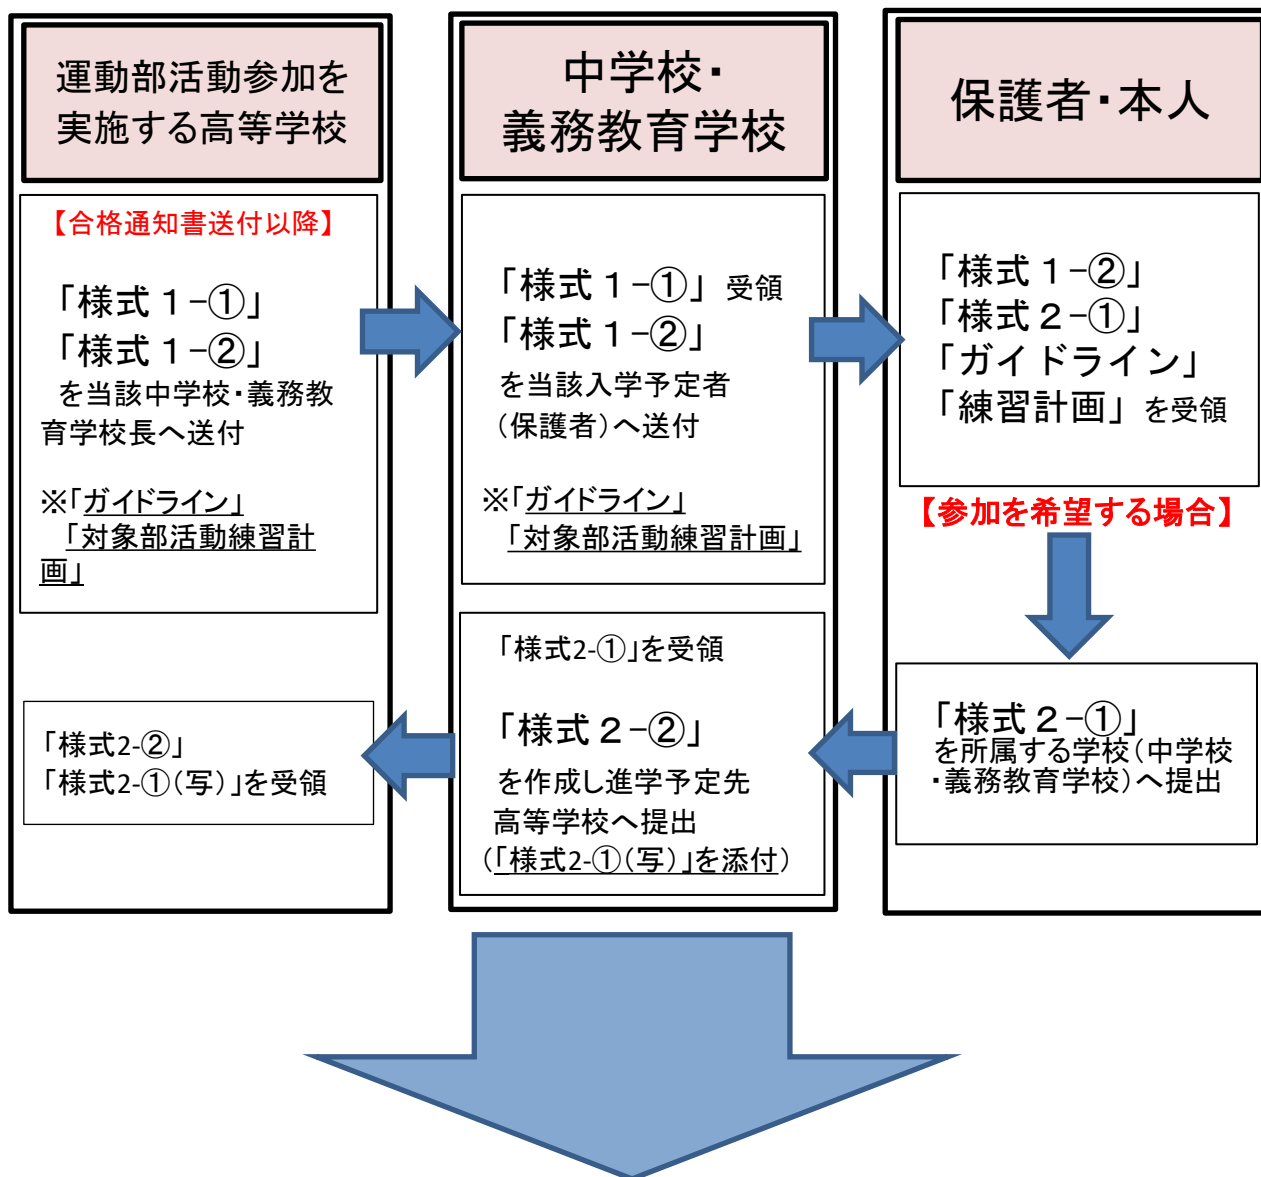 運動部活動参加を
実施する高等学校
【合格通知書送付以降】
「様式１-①」
「様式１-②」
を当該中学校・義務教
育学校長へ送付
※「ガイドライン」
「対象部活動練習計
画」
「様式2-②」
「様式2-①(写)」を受領
中学校・
義務教育学校
「様式１-①」受領
「様式１-②」
を当該入学予定者
(保護者)へ送付
※「ガイドライン」
「対象部活動練習計画」
「様式2-①」を受領
「様式２-②」
を作成し進学予定先
高等学校へ提出
(「様式2-①(写)」を添付)
保護者・本人
「様式１-②」
「様式２-①」
「ガイドライン」
「練習計画」を受領
【参加を希望する場合】
「様式２-①」
を所属する学校(中学校
・義務教育学校)へ提出